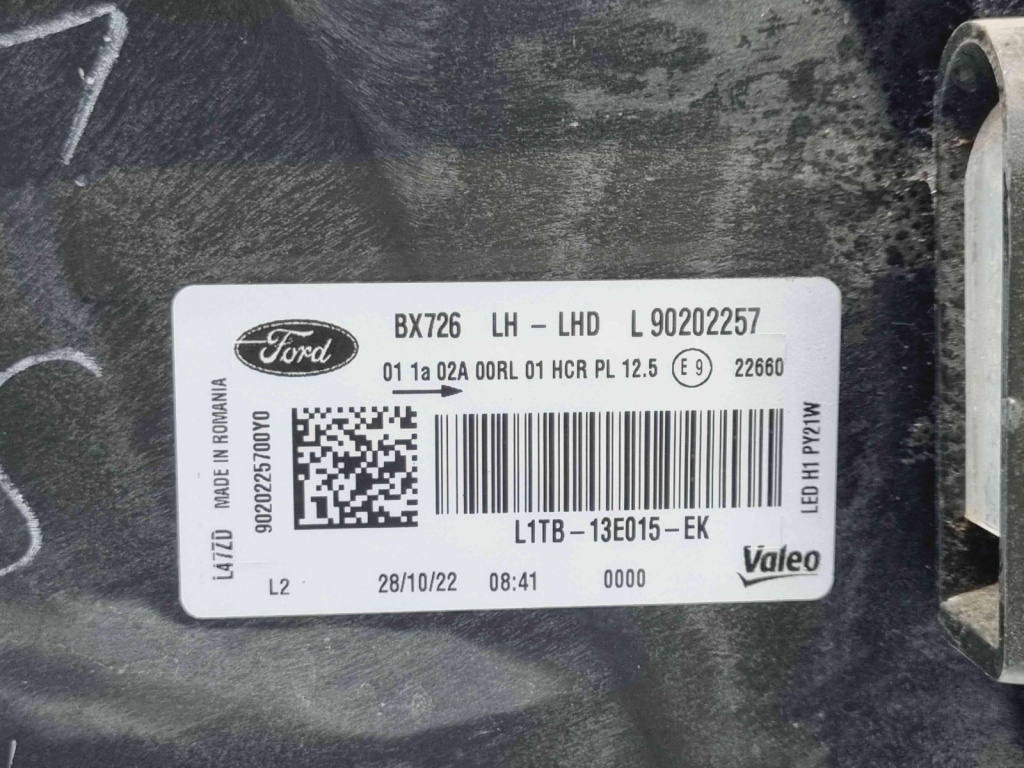 Ford
BX726 LH - LHD L 90202257
01 1a 02A 00RL 01 HCR PL 12.5 E9 22660
L47ZD MADE IN ROMANIA
9020225700Y0
LED H1 PY21W
L1TB-13E015-EK
Valeo
L2 28/10/22 08:41 0000